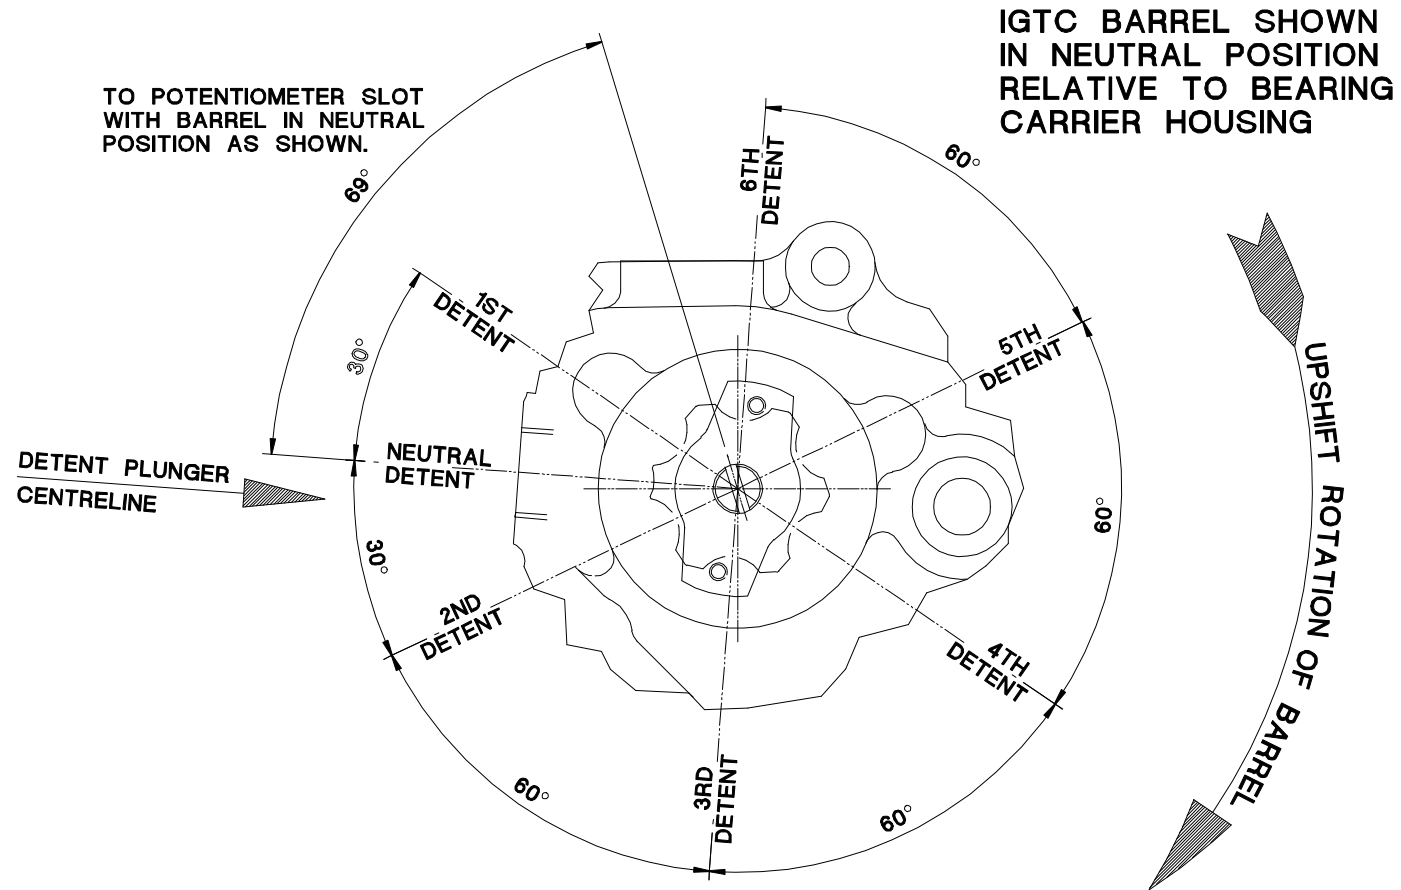 IGTC BARREL SHOWN
IN NEUTRAL POSITION
RELATIVE TO BEARING
CARRIER HOUSING
TO POTENTIOMETER SLOT
WITH BARREL IN NEUTRAL
POSITION AS SHOWN.
69°
60°
6TH
DETENT
1ST
DETENT
30°
5TH
DETENT
NEUTRAL
DETENT
DETENT PLUNGER
CENTRELINE
60°
30°
2ND
DETENT
4TH
DETENT
3RD
DETENT
60°
60°
UPSHIFT ROTATION OF BARREL